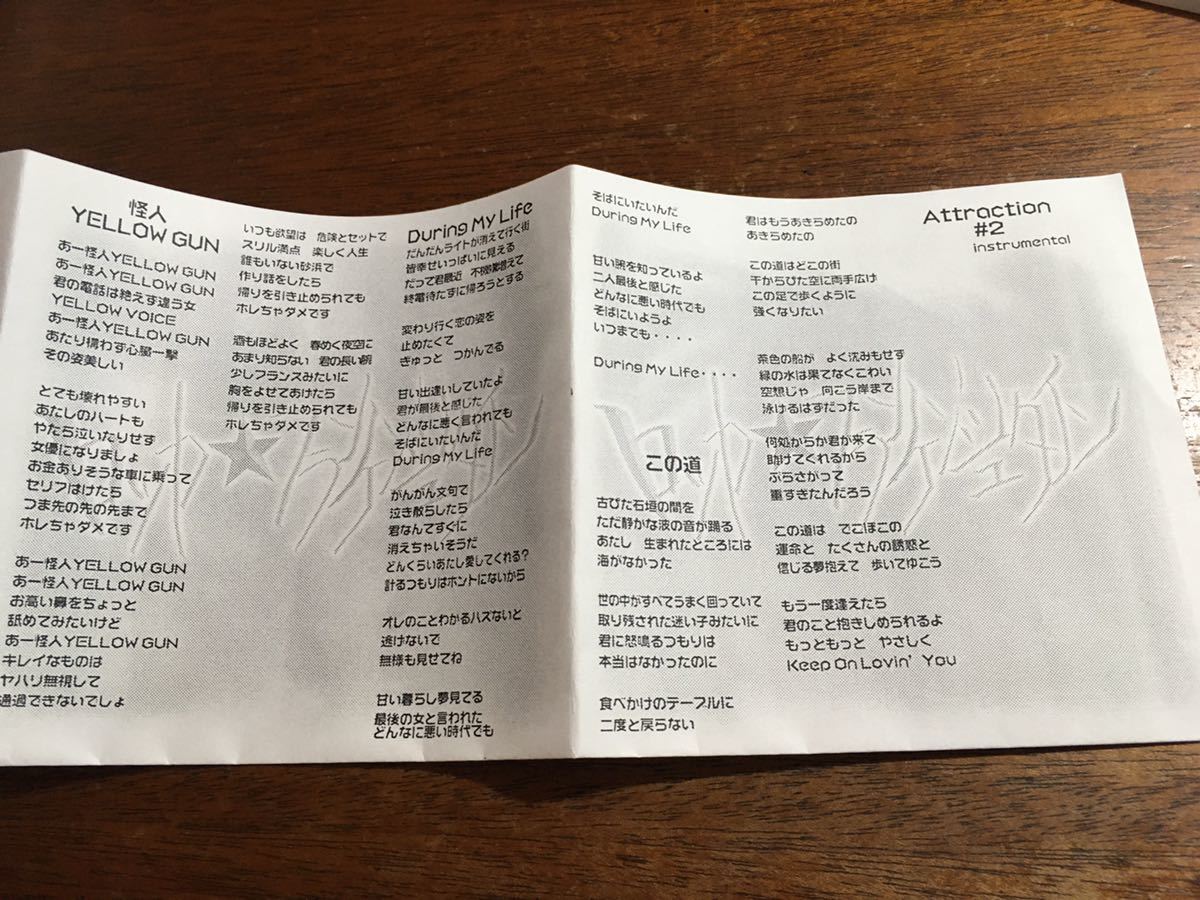 怪人
YELLOW GUN
あー怪人YELLOW GUN
あー怪人YELLOW GUN
君の電話は絶えず違う女
YELLOW VOICE
あー怪人YELLOW GUN
あたり構わず心臓一撃
その姿美しい
とても壊れやすい
あたしのハートも
やたら泣いたりせず
女優になりましょ
お金ありそうな車に乗って
セリフはけたら
つま先の先の先まで
ホレちゃダメです
あー怪人YELLOW GUN
あー怪人YELLOW GUN
お高い鼻をちょっと
舐めてみたいけど
あー怪人YELLOW GUN
キレイなものは
ヤハリ無視して
通過できないでしょ
いつも欲望は 危険とセットで
スリル満点 楽しく人生
誰もいない砂浜で
作り話をしたら
帰りを引き止められても
ホレちゃダメです
酒もほどよく 春めく夜空に
あまり知らない 君の長い腕
少しフランスみたいに
胸をよせてあけたら
帰りを引き止められても
ホレちゃダメです
During My Life
だんだんライトが消えて行く街
皆幸せいっぱいに見える
だって君最近 不機嫌増えて
終電待たずに帰ろうとする
変わり行く恋の姿を
止めたくて
ぎゅっと つかんでる
甘い出逢いしていたよ
君が最後と感じた
どんなに悪く言われても
そばにいたいんだ
During My Life
がんがん文句で
泣き散らしたら
君なんてすぐに
消えちゃいそうだ
どんくらいあたし愛してくれる?
計るつもりはホントにないから
オレのことわかるハズないと
逃げないで
無様も見せてね
甘い暮らし夢見てる
最後の女と言われた
どんなに悪い時代でも
そばにいたいんだ
During My Life
甘い腕を知っているよ
二人最後と感じた
どんなに悪い時代でも
そばにいようよ
いつまでも・・・・
During My Life・・・・
この道
古びた石垣の間を
ただ静かな波の音が踊る
あたし 生まれたところには
海がなかった
世の中がすべてうまく回っていて
取り残された迷い子みたいに
君に怒鳴るつもりは
本当はなかったのに
食べかけのテーブルに
二度と戻らない
君はもうあきらめたの
あきらめたの
この道はどこの街
干からびた空に両手広け
この足で歩くように
強くなりたい
茶色の船が よく沈みもせず
緑の水は果てなくこわい
空想じゃ 向こう岸まで
泳けるはずだった
何処からか君が来て
助けてくれるから
ぶらさがって
重すきたんだろう
この道は でこぼこの
運命と たくさんの誘惑と
信じる夢抱えて 歩いてゆこう
もう一度逢えたら
君のこと抱きしめられるよ
もっともっと やさしく
Keep On Lovin' You
Attraction
#2
instrumental